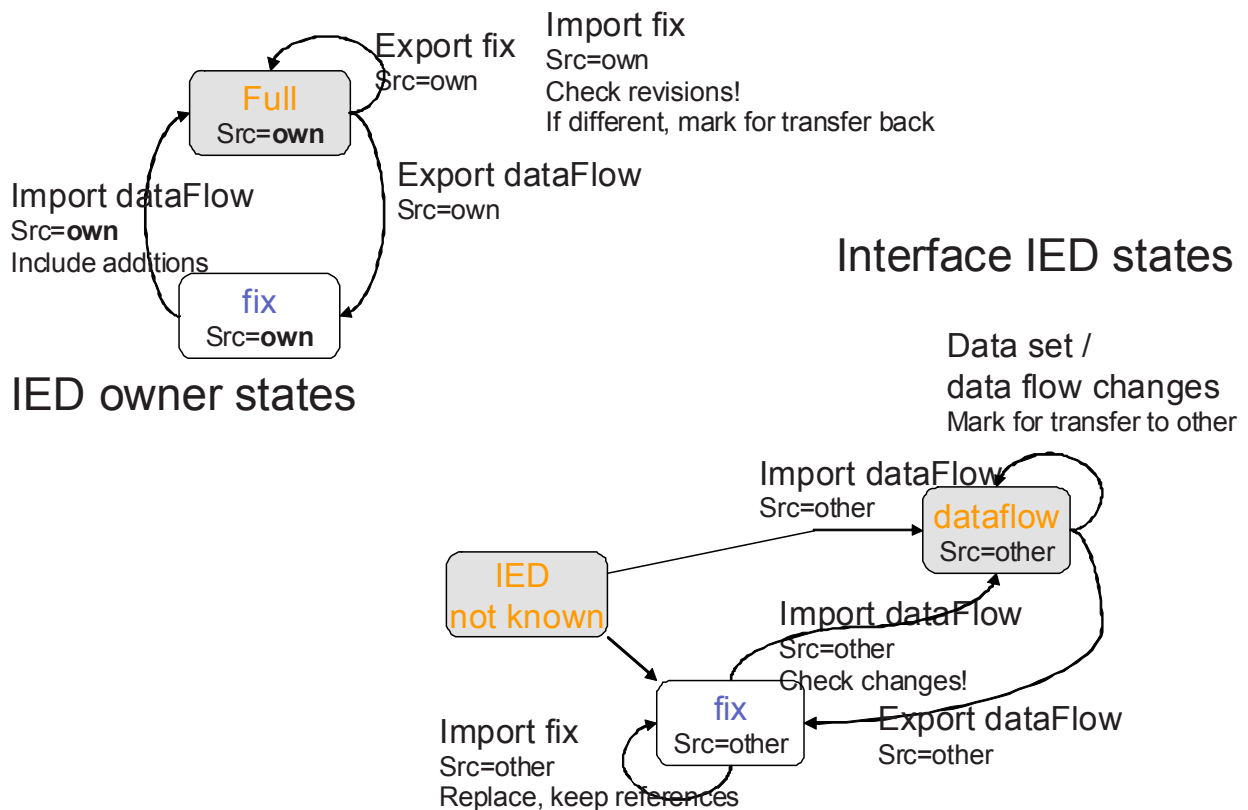 Export fix
Src=own
Import fix
Src=own
Check revisions!
If different, mark for transfer back
Full
Src=own
Import dataFlow
Src=own
Include additions
Export dataFlow
Src=own
fix
Src=own
IED owner states
Interface IED states
Data set /
data flow changes
Mark for transfer to other
Import dataFlow
Src=other
dataflow
Src=other
IED
not known
Import dataFlow
Src=other
Check changes!
fix
Src=other
Import fix
Src=other
Replace, keep references
Export dataFlow
Src=other